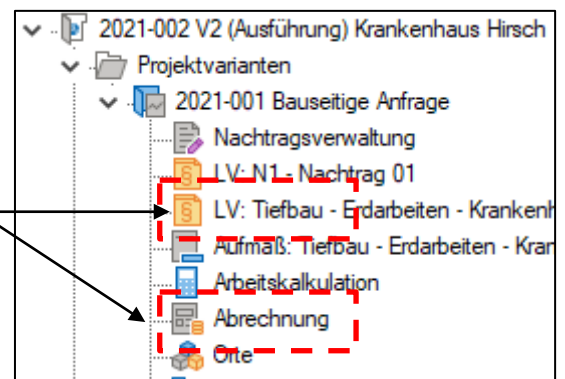 2021-002 V2 (Ausführung) Krankenhaus Hirsch
Projektvarianten
2021-001 Bauseitige Anfrage
Nachtragsverwaltung
LV: N1 - Nachtrag 01
LV: Tiefbau - Erdarbeiten - Krankenh
Aufmaß: Tiefbau - Erdarbeiten - Kran
Arbeitskalkulation
Abrechnung
Orte